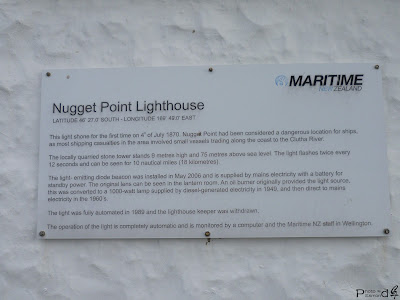 MARITIME
NEW ZEALAND
Nugget Point Lighthouse
LATITUDE 46° 27.0' SOUTH - LONGITUDE 169° 49.0' EAST
This light shone for the first time on 4th of July 1870. Nugget Point had been considered a dangerous location for ships,
as most shipping casualties in the area involved small vessels trading along the coast to the Clutha River.
The locally quarried stone tower stands 9 metres high and 76 metres above sea level. The light flashes twice every
12 seconds and can be seen for 10 nautical miles (18 kilometres).
The light- emitting diode beacon was installed in May 2006 and is supplied by mains electricity with a battery for
standby power. The original lens can be seen in the lantern room. An oil burner originally provided the light source,
this was converted to a 1000-watt lamp supplied by diesel-generated electricity in 1949, and then direct to mains
electricity in the 1960's.
The light was fully automated in 1989 and the lighthouse keeper was withdrawn.
The operation of the light is completely automatic and is monitored by a computer and the Maritime NZ staff in Wellington.